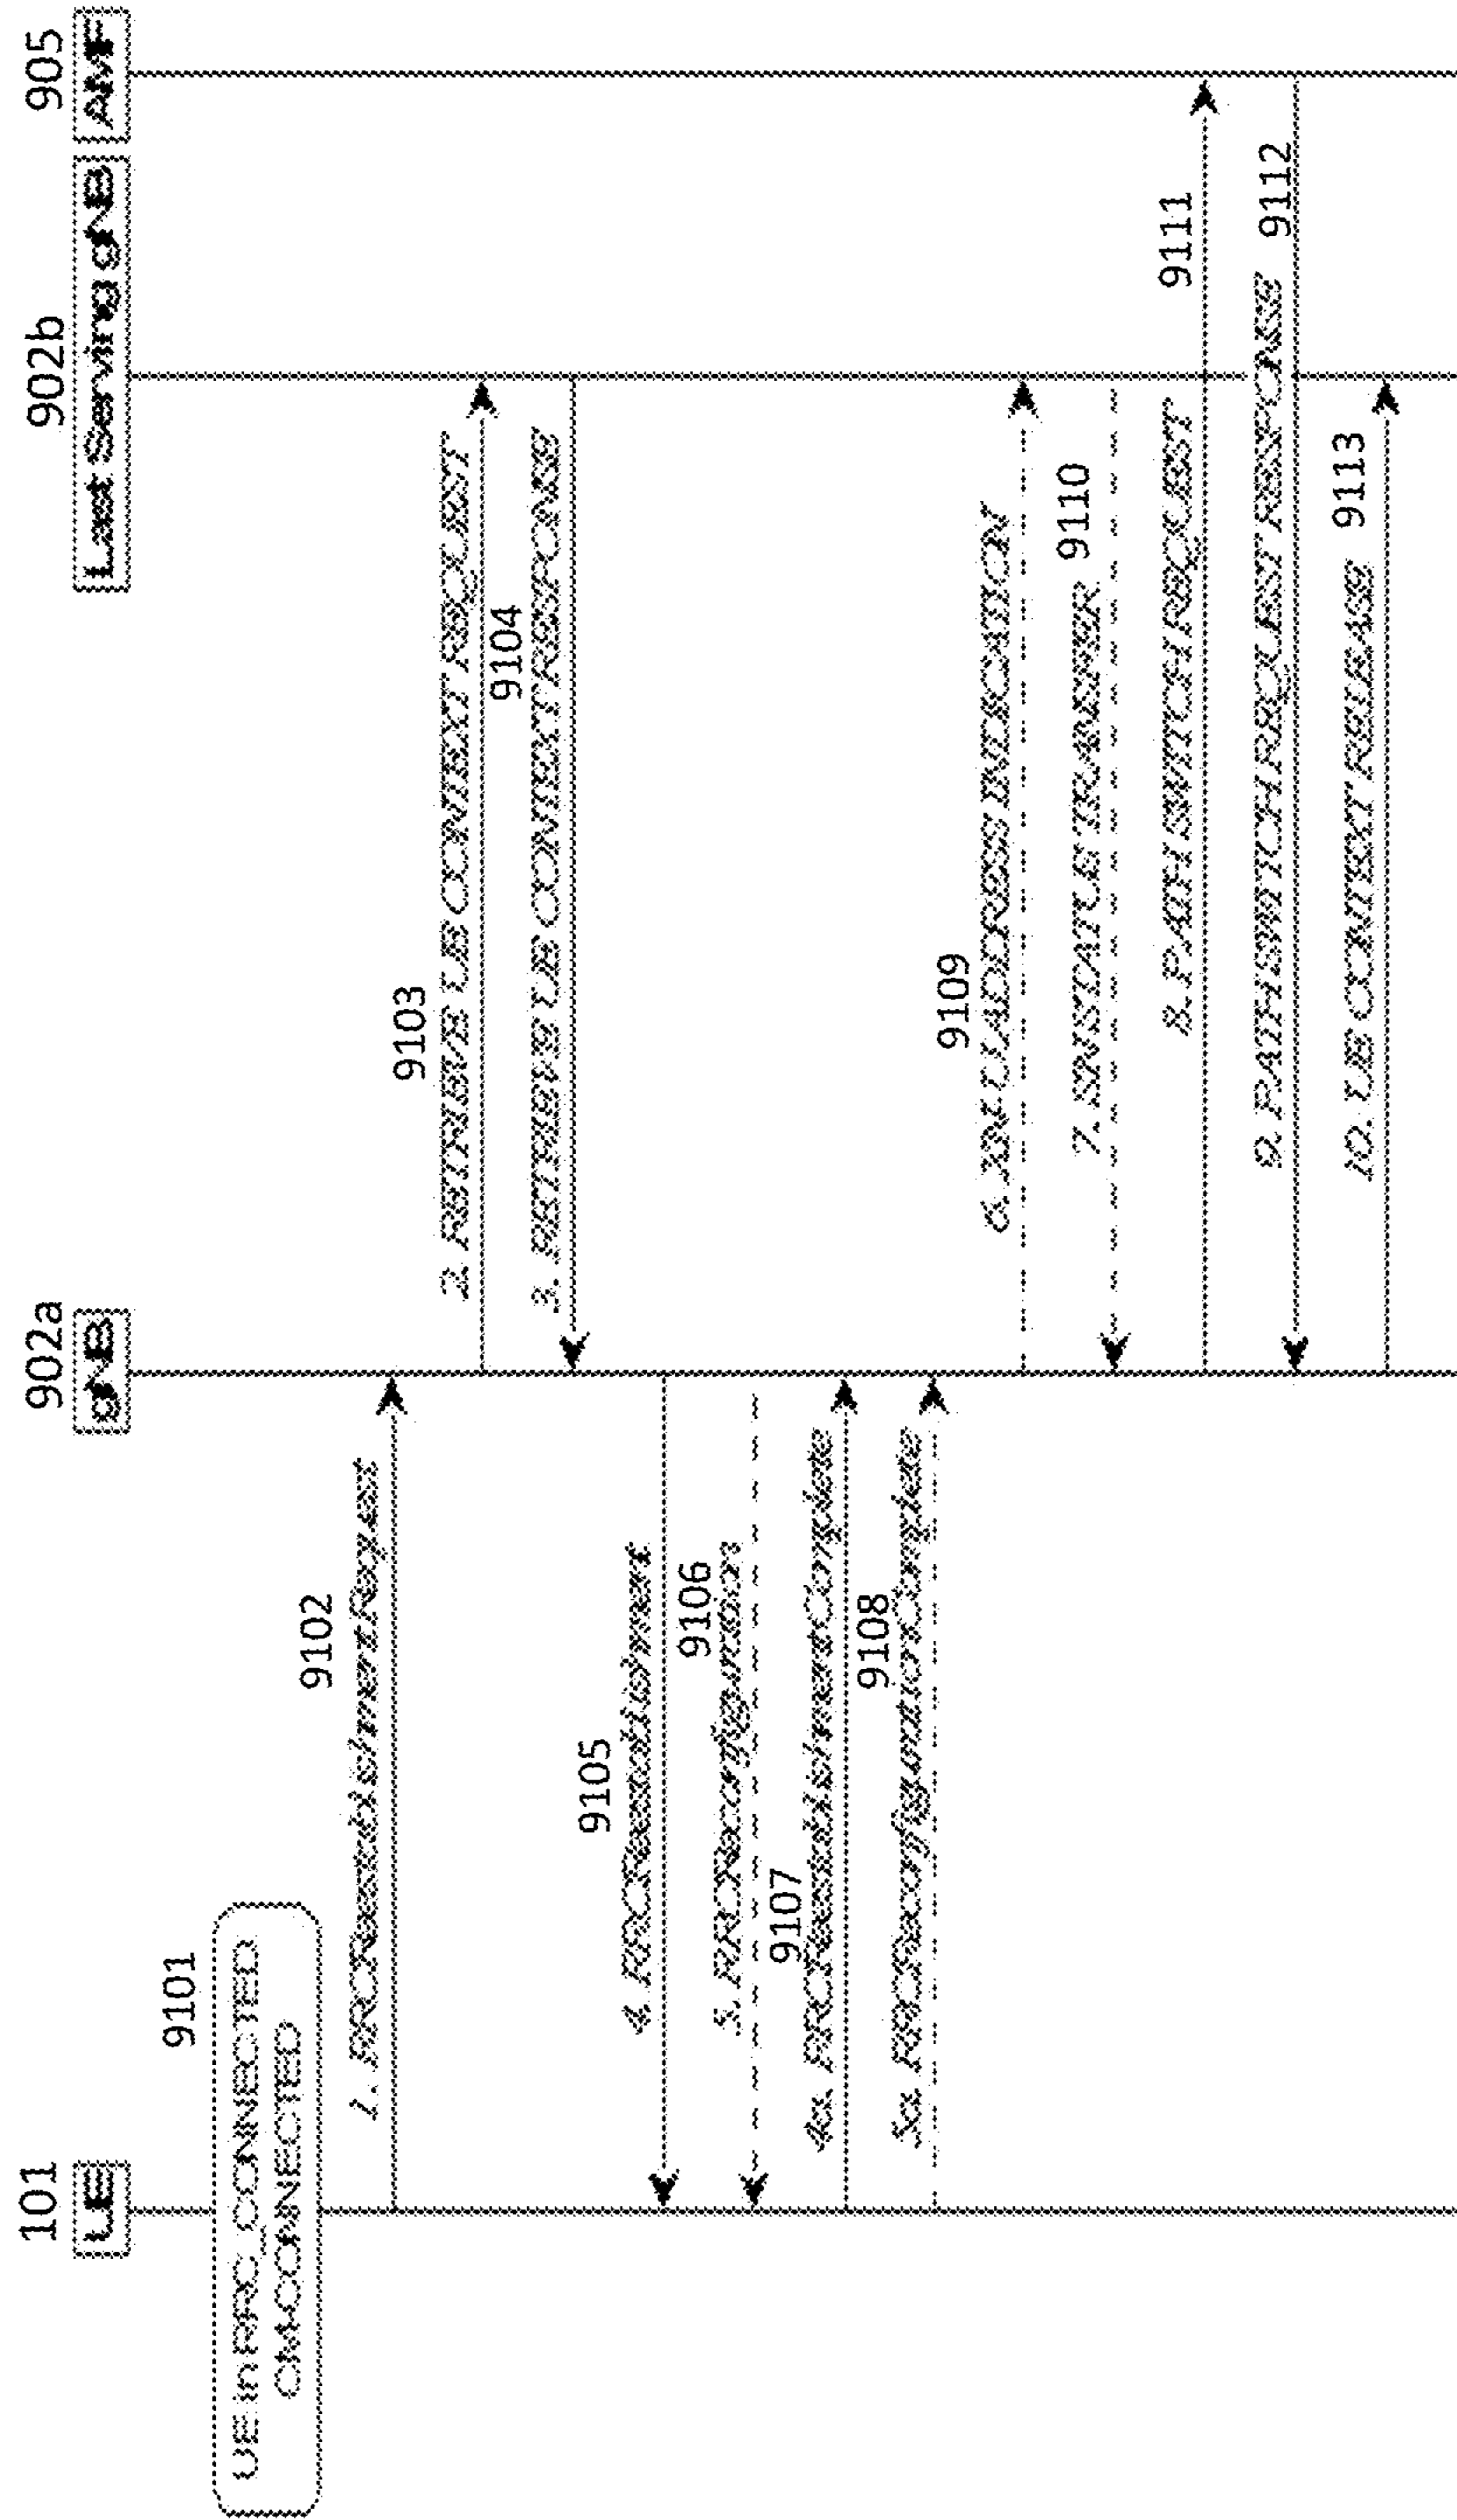 101
UE
902a
gNB
902b
Last Serving gNB
905
AMF
9101
UE in RRC_CONNECTED
CM-CONNECTED
9102
1. RRCReestablishmentRequest
9103
2. RETRIEVE UE CONTEXT REQUEST
9104
3. RETRIEVE UE CONTEXT RESPONSE
9105
4. RRCReestablishment
9106
5. RRCReconfiguration
9107
4a. RRCReestablishmentComplete
9108
5a. RRCReconfigurationComplete
9109
6. XN-U ADDRESS INDICATION
9110
7. SN STATUS TRANSFER
9111
8. PATH SWITCH REQUEST
9112
9. PATH SWITCH REQUEST RESPONSE
9113
10. UE CONTEXT RELEASE